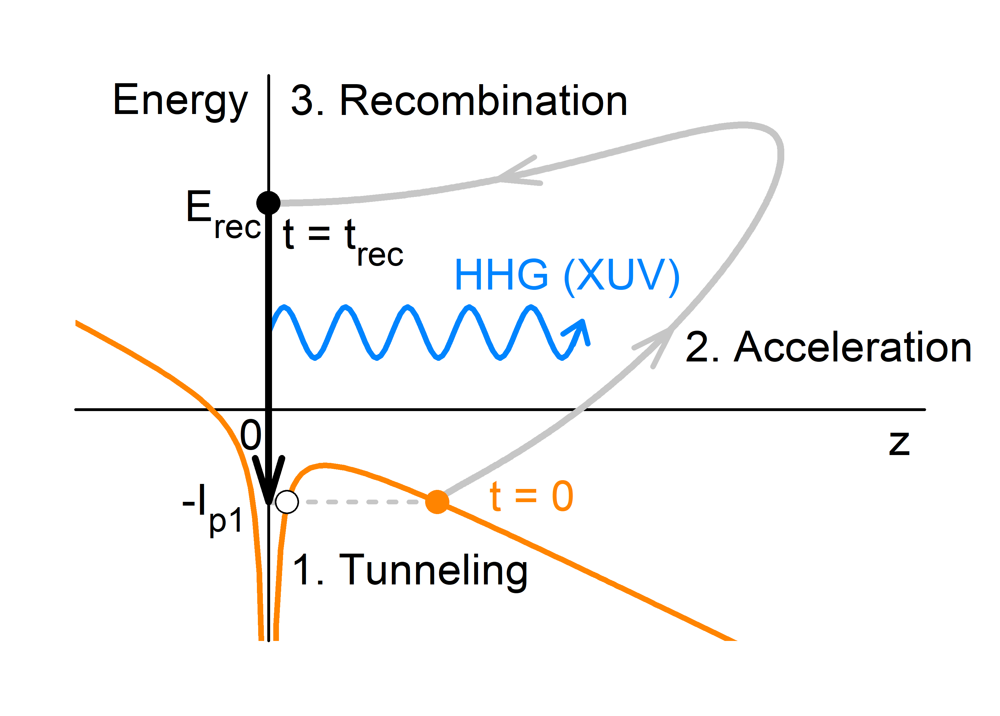 Energy
3. Recombination
E_rec
t = t_rec
HHG (XUV)
2. Acceleration
0
z
-I_p1
t = 0
1. Tunneling